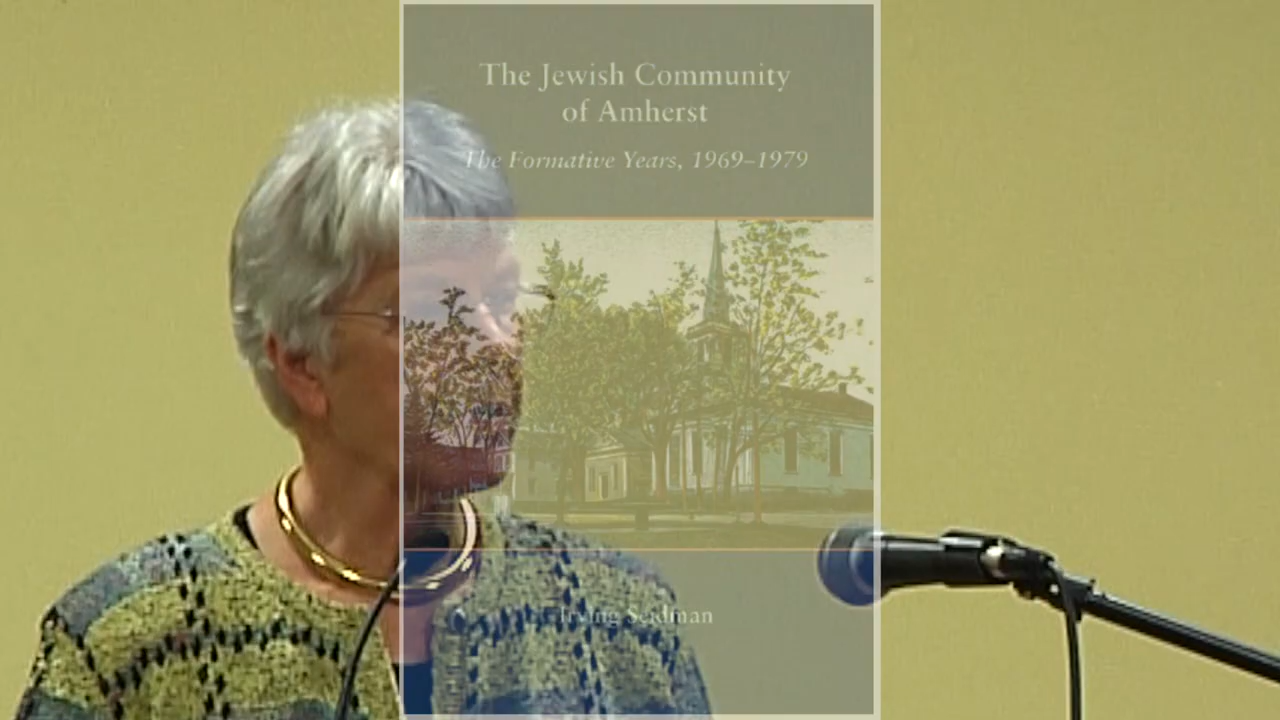 The Jewish Community
of Amherst
The Formative Years, 1969–1979
Irving Seidman